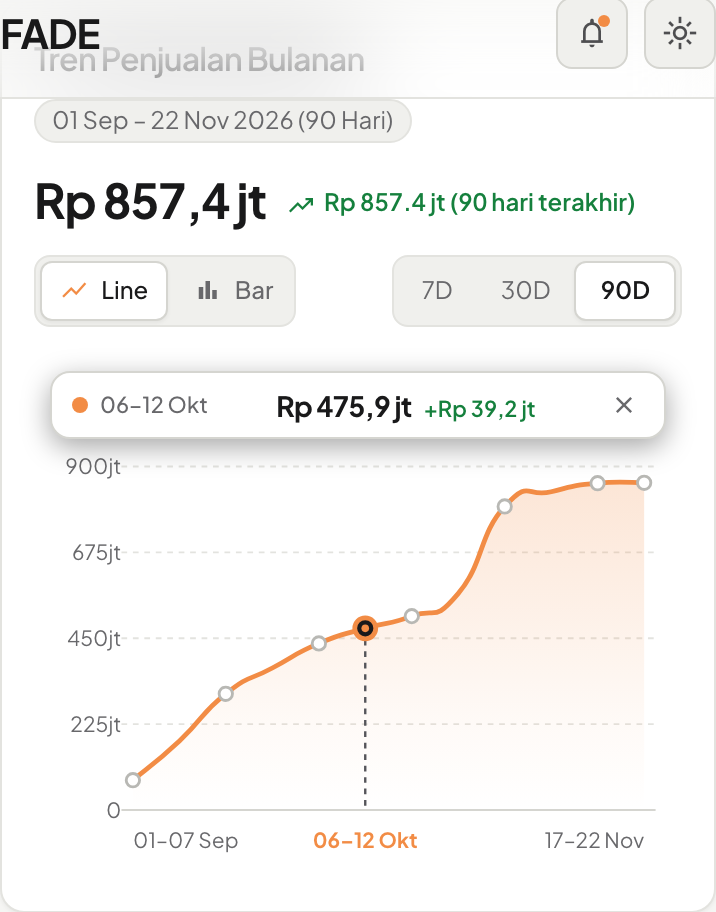 FADE
Tren Penjualan Bulanan
01 Sep – 22 Nov 2026 (90 Hari)
Rp 857,4 jt Rp 857.4 jt (90 hari terakhir)
Line Bar 7D 30D 90D
06–12 Okt Rp 475,9 jt +Rp 39,2 jt
900jt
675jt
450jt
225jt
0
01–07 Sep 06–12 Okt 17–22 Nov